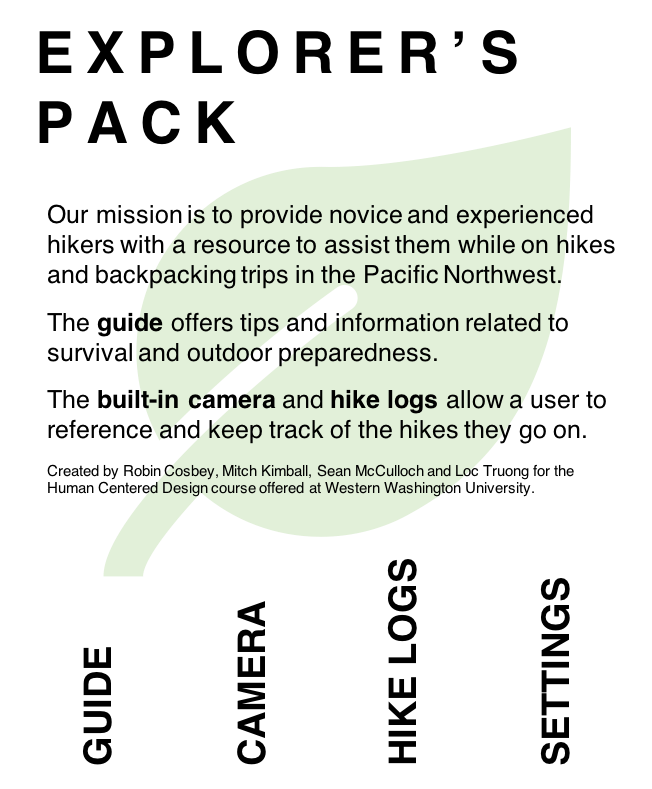 EXPLORER’S
PACK
Our mission is to provide novice and experienced
hikers with a resource to assist them while on hikes
and backpacking trips in the Pacific Northwest.
The guide offers tips and information related to
survival and outdoor preparedness.
The built-in camera and hike logs allow a user to
reference and keep track of the hikes they go on.
Created by Robin Cosbey, Mitch Kimball, Sean McCulloch and Loc Truong for the
Human Centered Design course offered at Western Washington University.
GUIDE
CAMERA
HIKE LOGS
SETTINGS